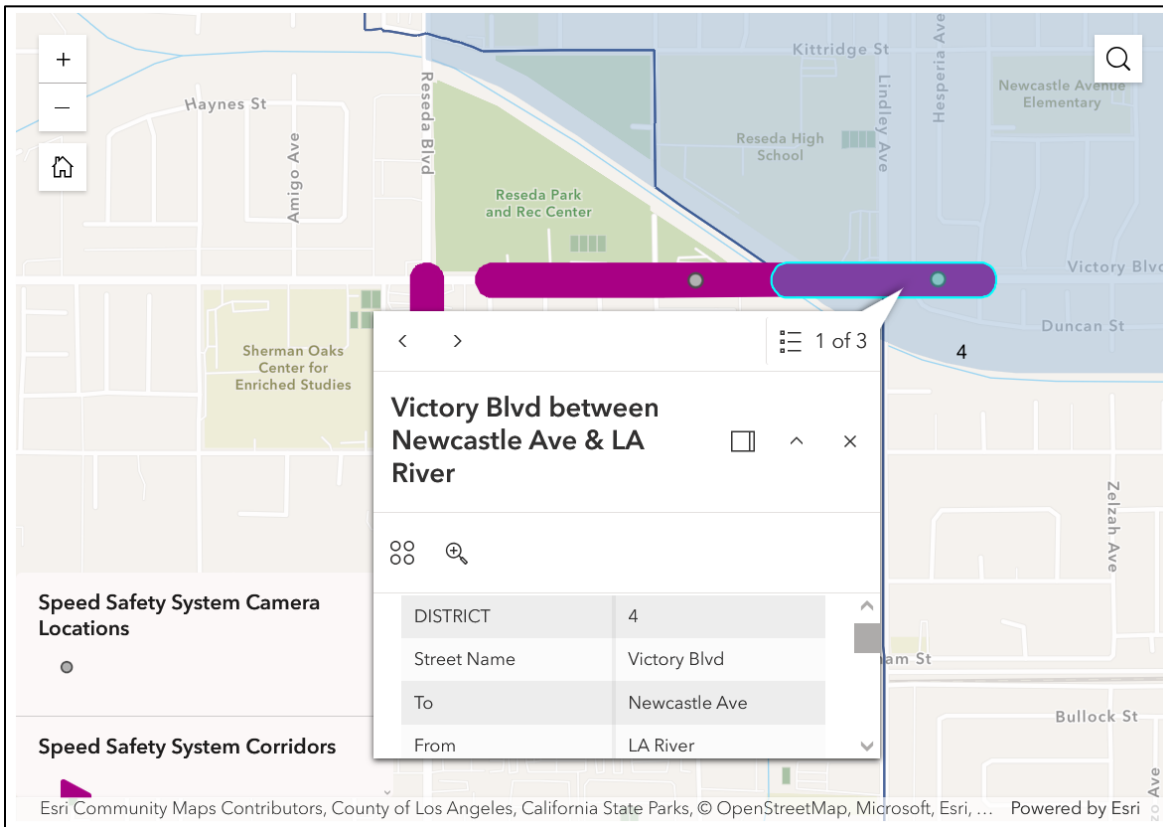 +
Kittridge St
Hesperia Ave
−
Haynes St
Reseda Blvd
Lindley Ave
Newcastle Avenue
Elementary
Amigo Ave
Reseda High
School
Reseda Park
and Rec Center
Victory Blvd
Duncan St
4
1 of 3
Sherman Oaks
Center for
Enriched Studies
Victory Blvd between
Newcastle Ave & LA
River
Zelzah Ave
Speed Safety System Camera
Locations
DISTRICT 4
Street Name Victory Blvd
am St
To Newcastle Ave
Bullock St
From LA River
Speed Safety System Corridors
zo Ave
Esri Community Maps Contributors, County of Los Angeles, California State Parks, © OpenStreetMap, Microsoft, Esri, … Powered by Esri